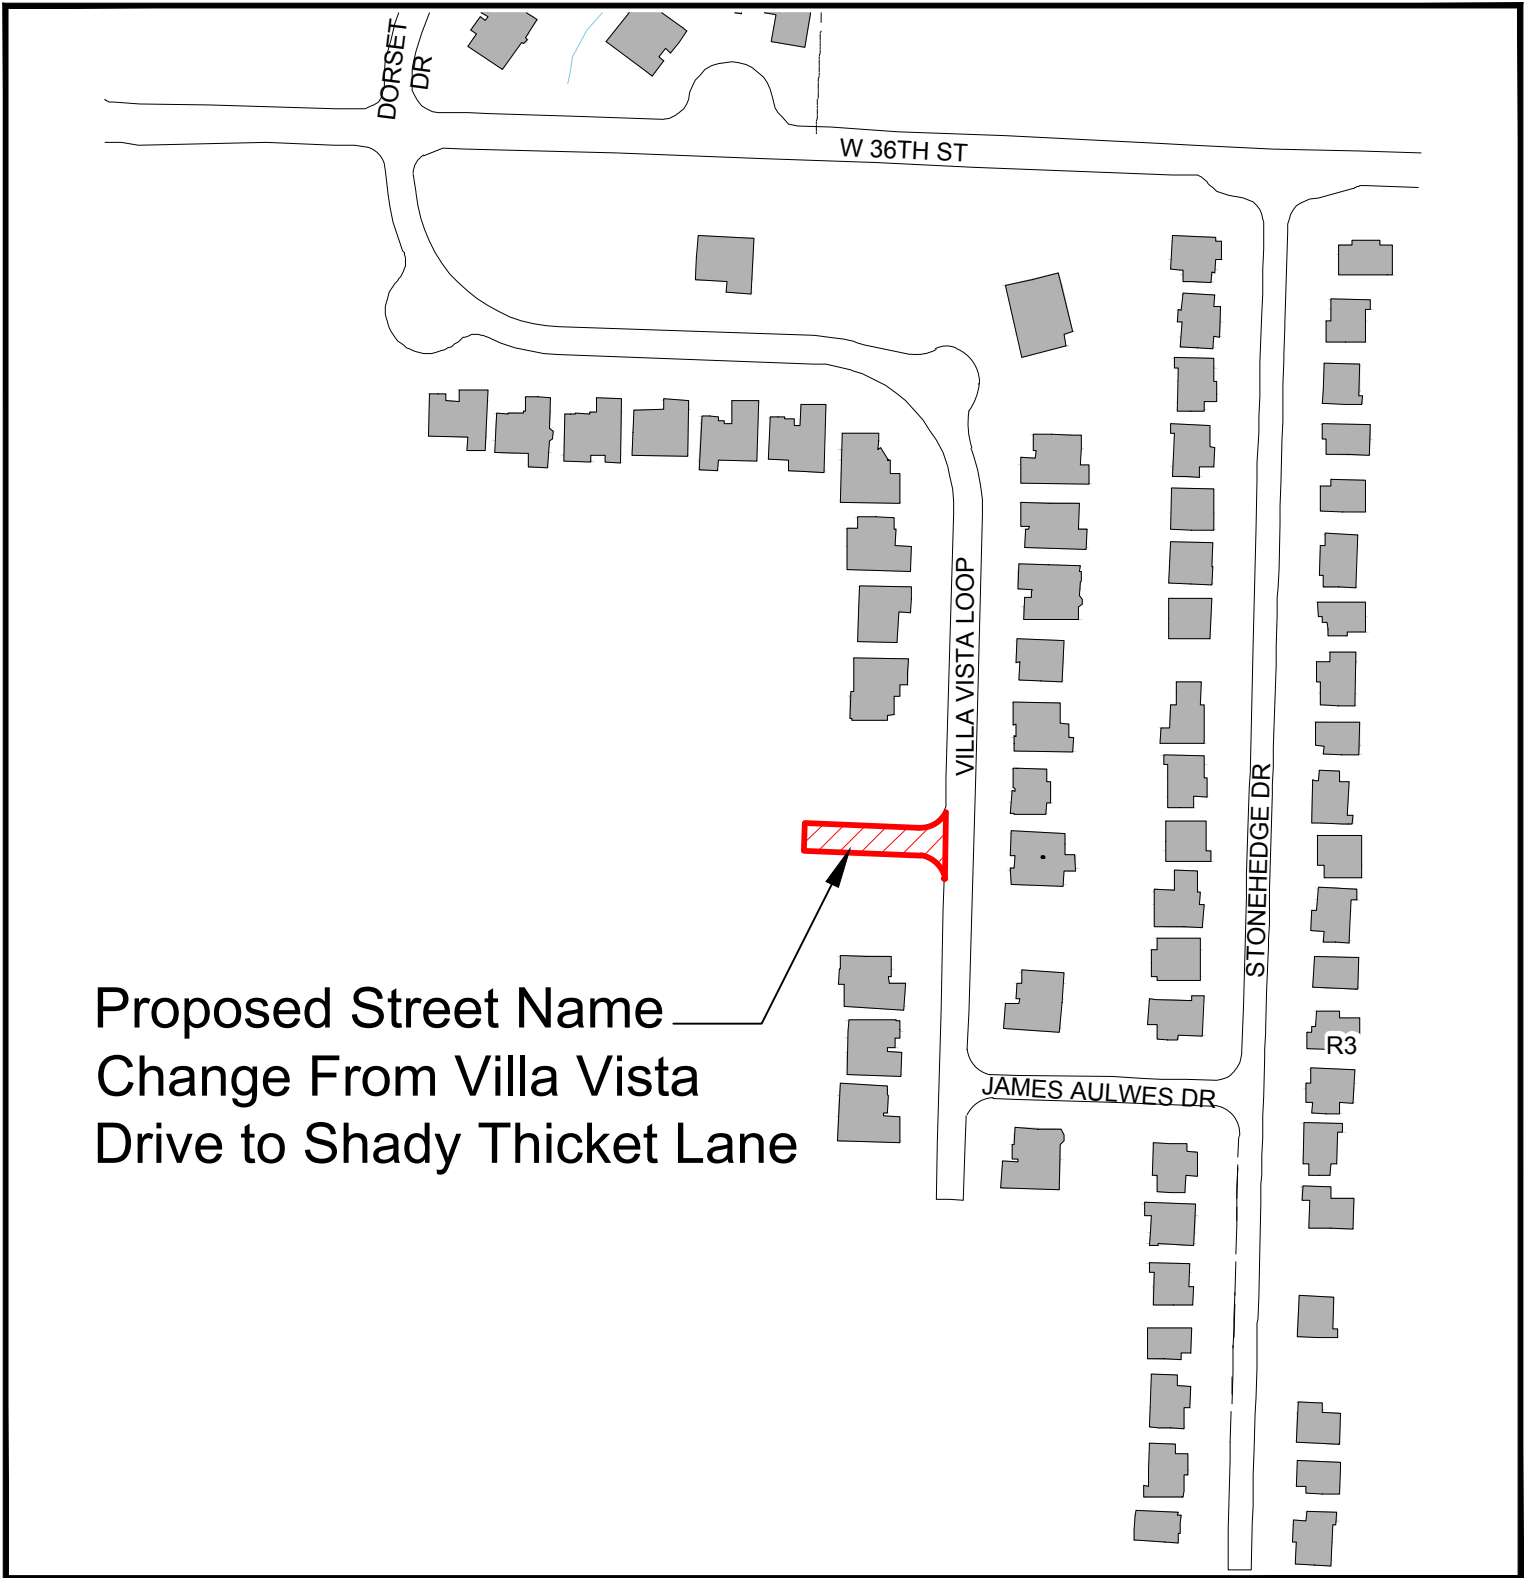 DORSET
DR
W 36TH ST
VILLA VISTA LOOP
STONEHEDGE DR
Proposed Street Name
Change From Villa Vista
Drive to Shady Thicket Lane
R3
JAMES AULWES DR